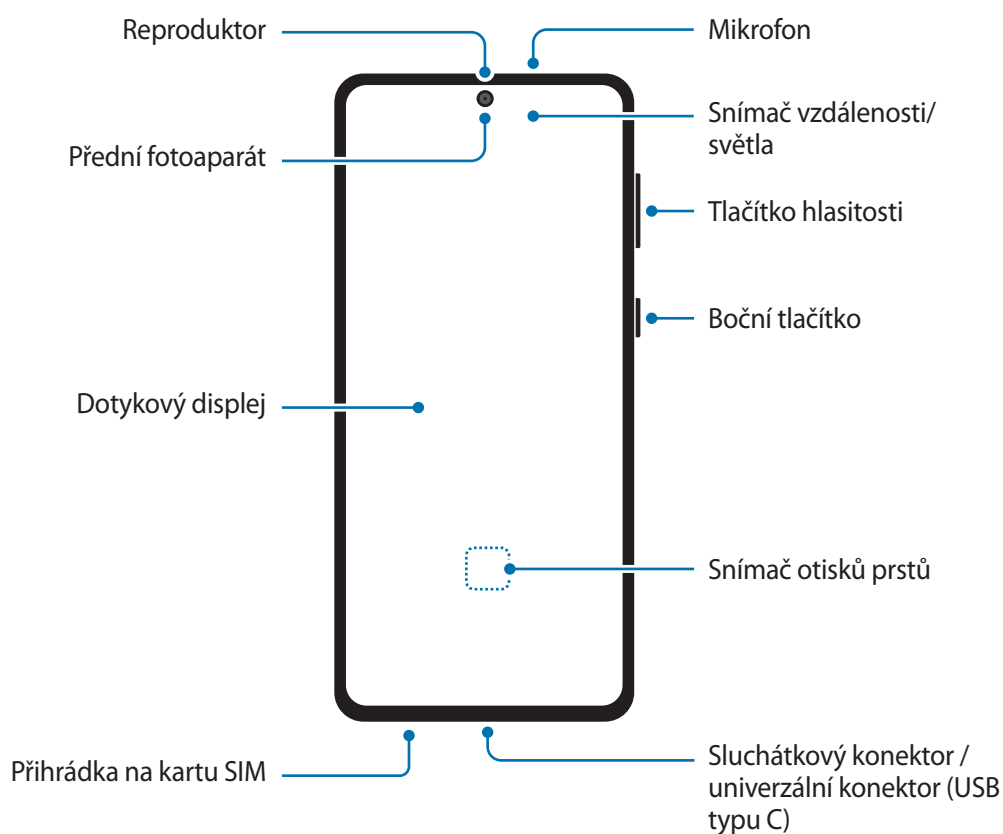 Reproduktor
Mikrofon
Přední fotoaparát
Snímač vzdálenosti/
světla
Tlačítko hlasitosti
Boční tlačítko
Dotykový displej
Snímač otisků prstů
Přihrádka na kartu SIM
Sluchátkový konektor /
univerzální konektor (USB
typu C)